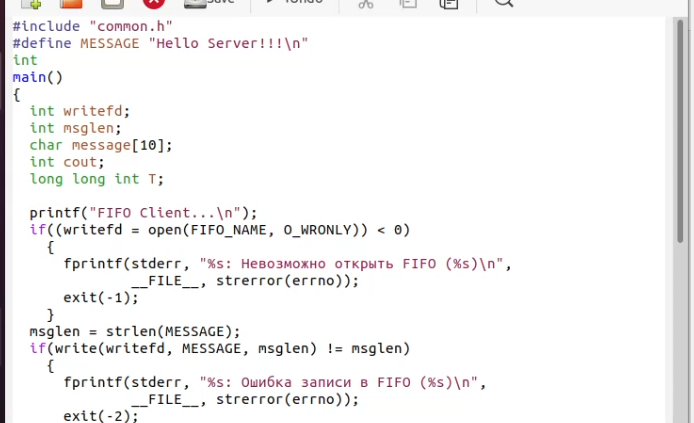 Save
Undo
#include "common.h"
#define MESSAGE "Hello Server!!!\n"
int
main()
{
int writefd;
int msglen;
char message[10];
int cout;
long long int T;
printf("FIFO Client...\n");
if((writefd = open(FIFO_NAME, O_WRONLY)) < 0)
{
fprintf(stderr, "%s: Невозможно открыть FIFO (%s)\n",
__FILE__, strerror(errno));
exit(-1);
}
msglen = strlen(MESSAGE);
if(write(writefd, MESSAGE, msglen) != msglen)
{
fprintf(stderr, "%s: Ошибка записи в FIFO (%s)\n",
__FILE__, strerror(errno));
exit(-2);